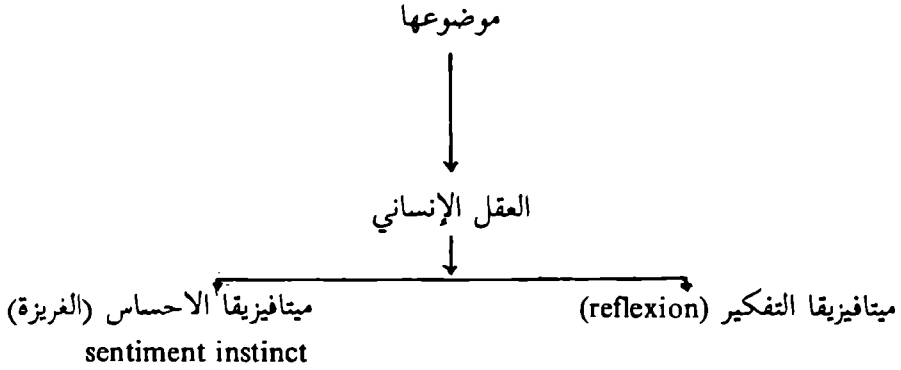 موضوعها
العقل الإنساني
ميتافيزيقا التفكير (reflexion)
ميتافيزيقا الاحساس (الغريزة)
sentiment instinct